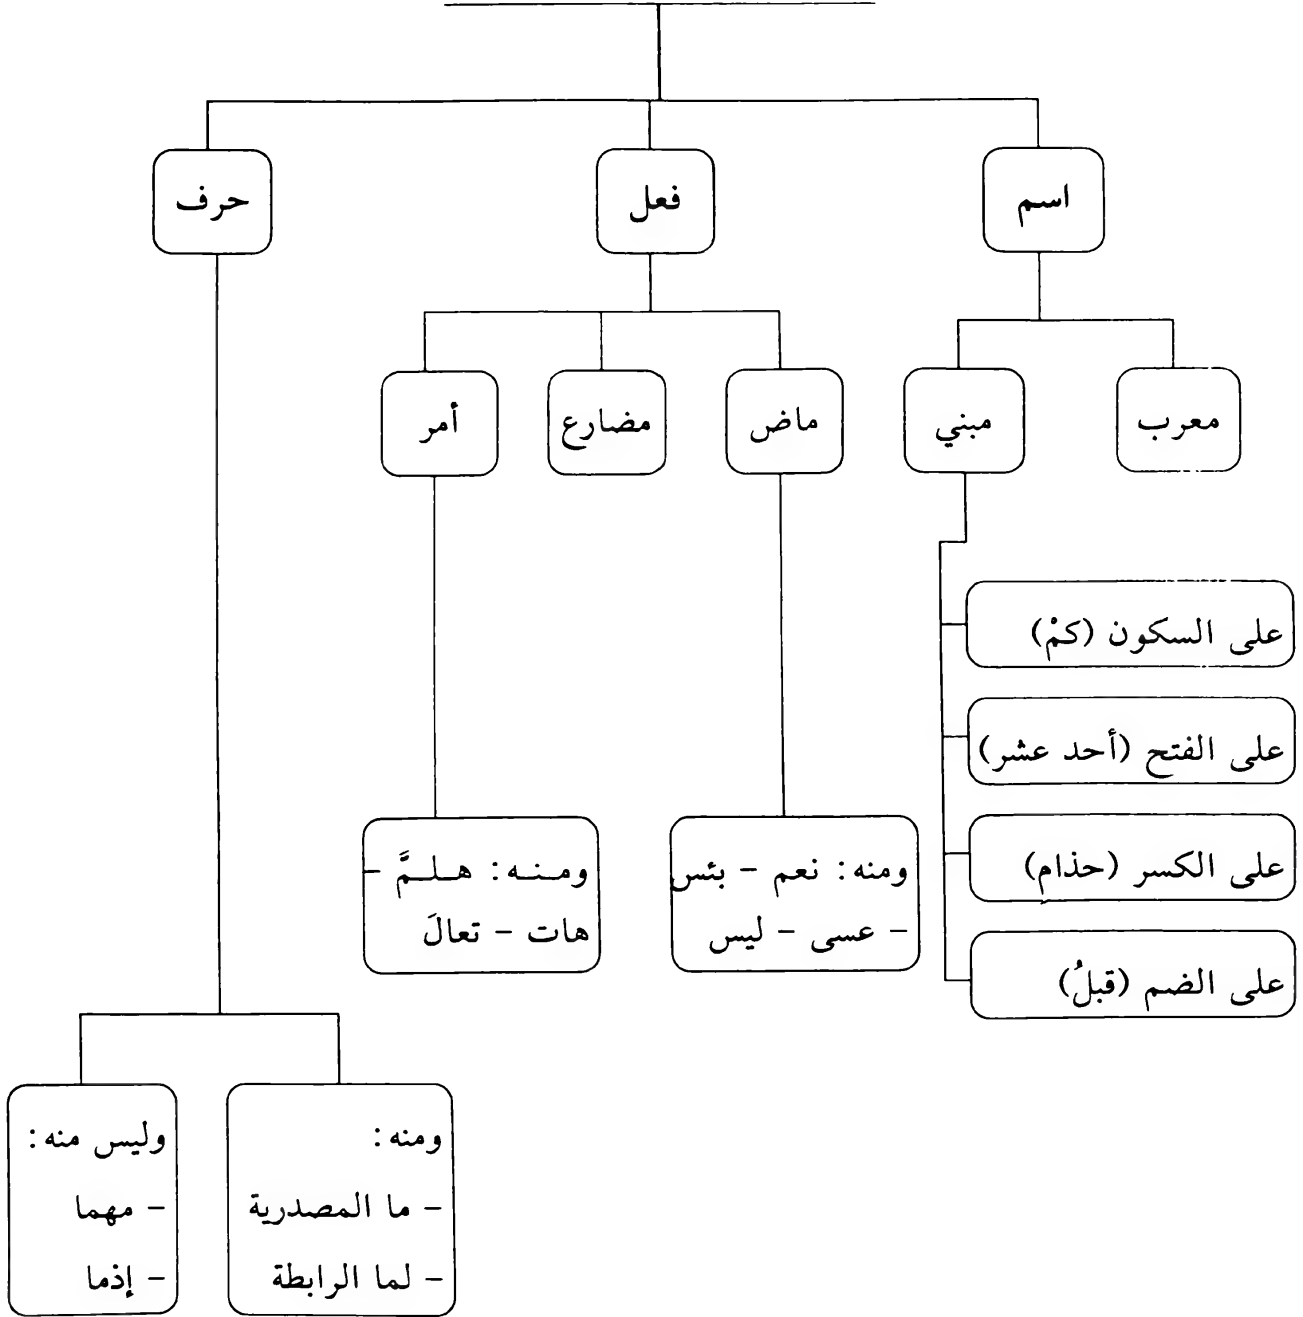 اسم
فعل
حرف
معرب
مبني
ماض
مضارع
أمر
على السكون (كمْ)
على الفتح (أحد عشر)
على الكسر (حذام)
على الضم (قبلُ)
ومنه: نعم – بئس
– عسى – ليس
ومنه: هلمَّ –
هات – تعالَ
ومنه:
– ما المصدرية
– لما الرابطة
وليس منه:
– مهما
– إذما